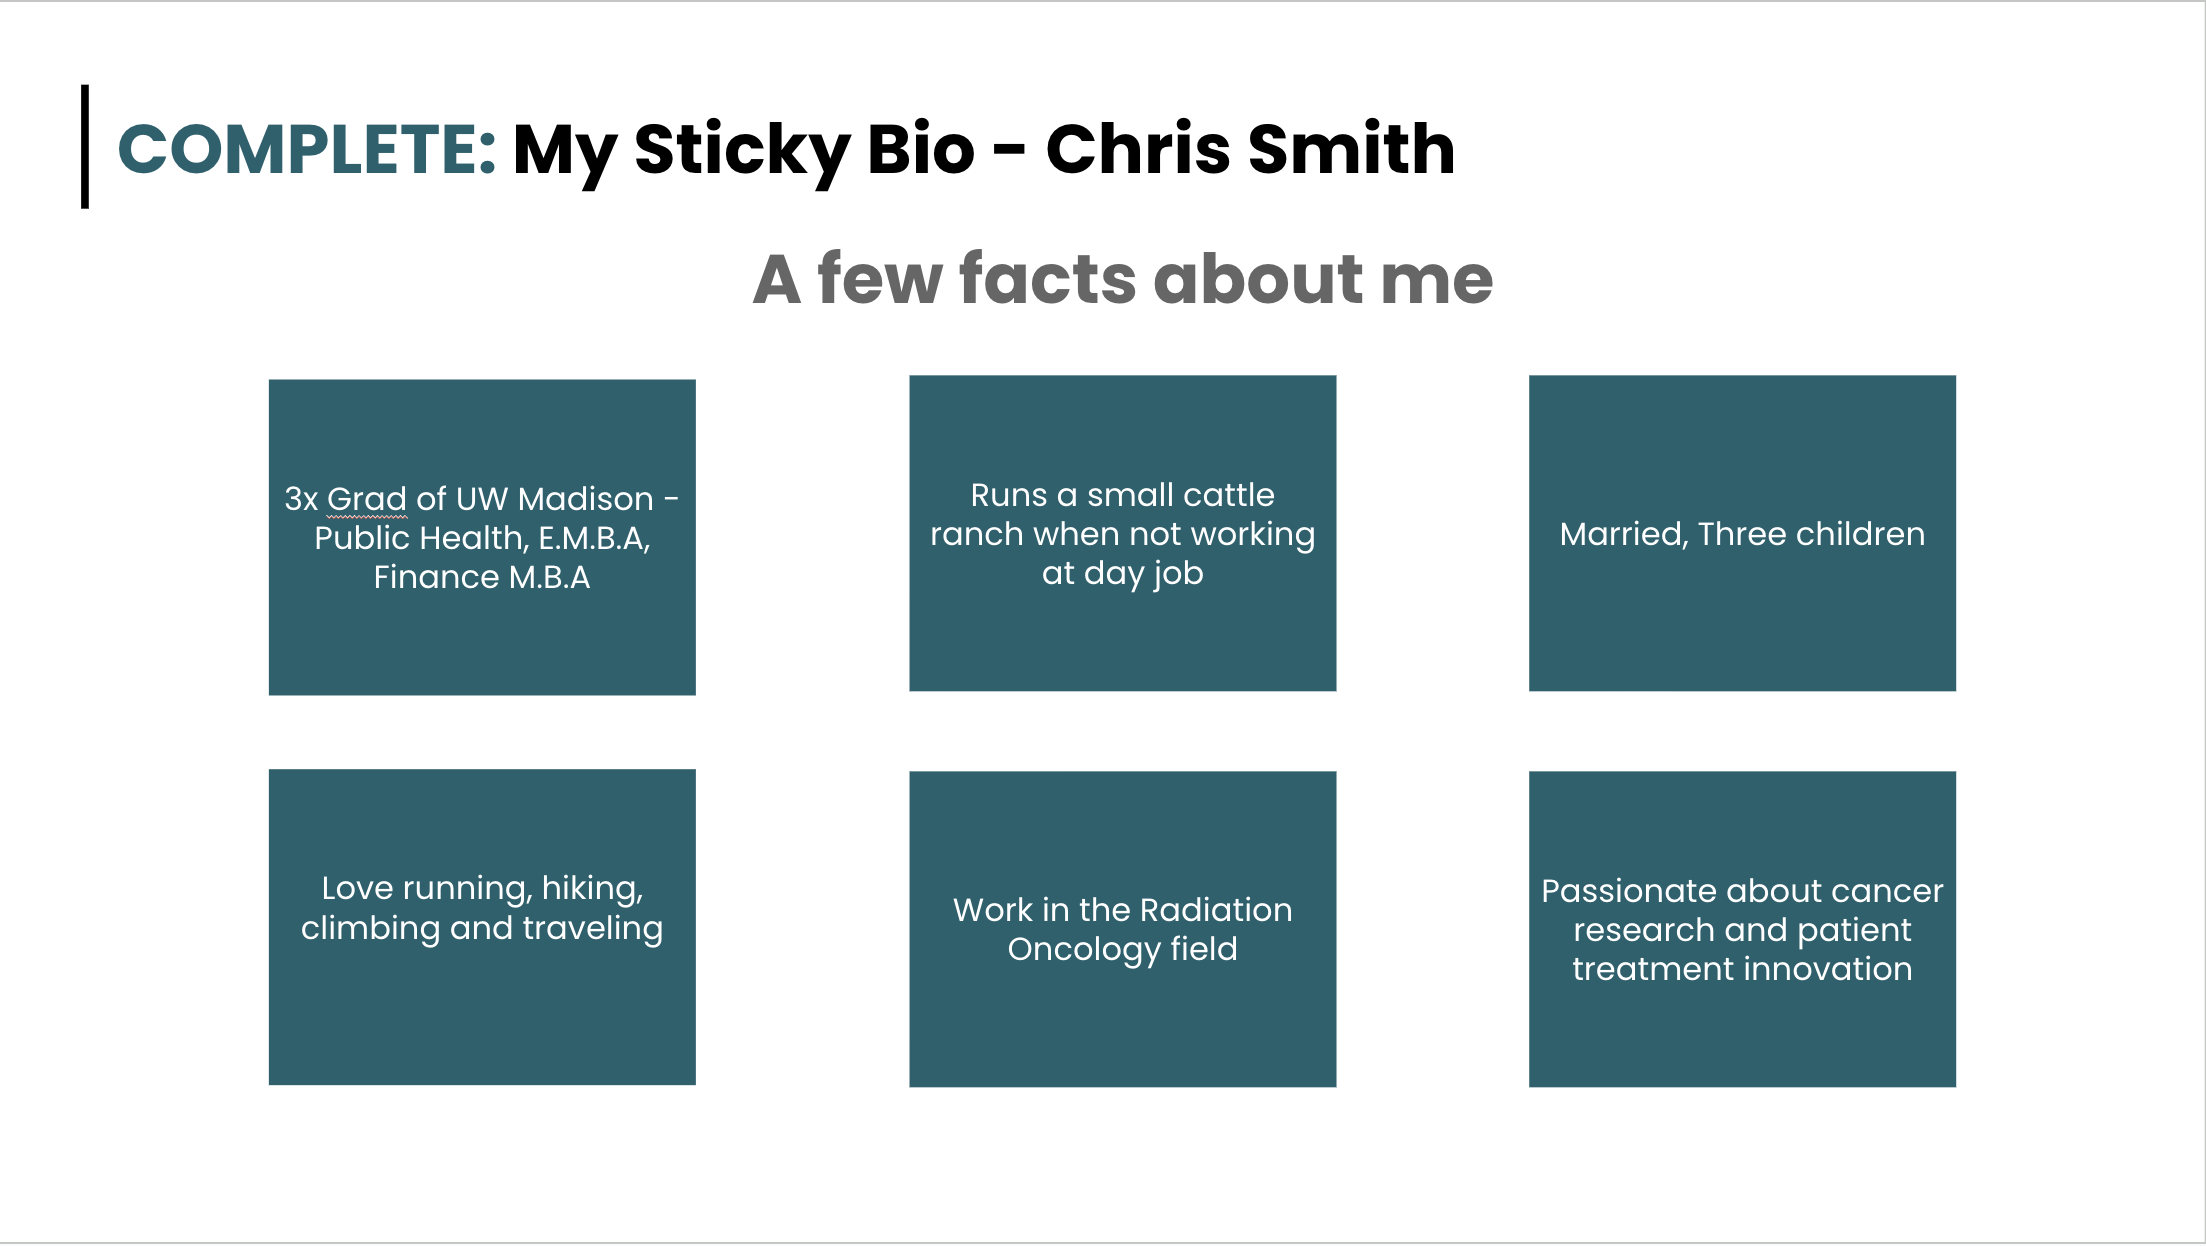 COMPLETE: My Sticky Bio - Chris Smith
A few facts about me
3x Grad of UW Madison -
Public Health, E.M.B.A,
Finance M.B.A
Runs a small cattle
ranch when not working
at day job
Married, Three children
Love running, hiking,
climbing and traveling
Work in the Radiation
Oncology field
Passionate about cancer
research and patient
treatment innovation